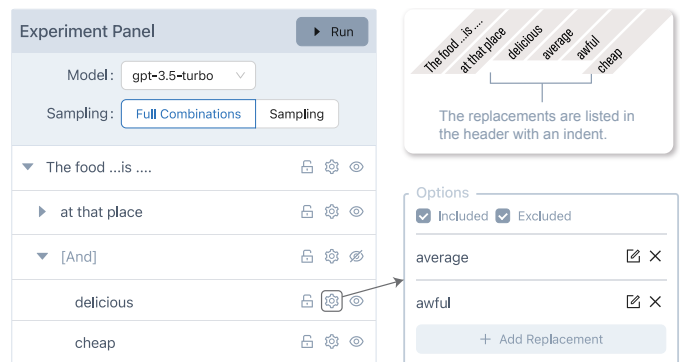 Experiment Panel
Run
Model:
gpt-3.5-turbo
Sampling:
Full Combinations
Sampling
The food ...is ....
at that place
[And]
delicious
cheap
The food ...is ....
at that place
delicious
average
awful
cheap
The replacements are listed in
the header with an indent.
Options
Included
Excluded
average
awful
+ Add Replacement